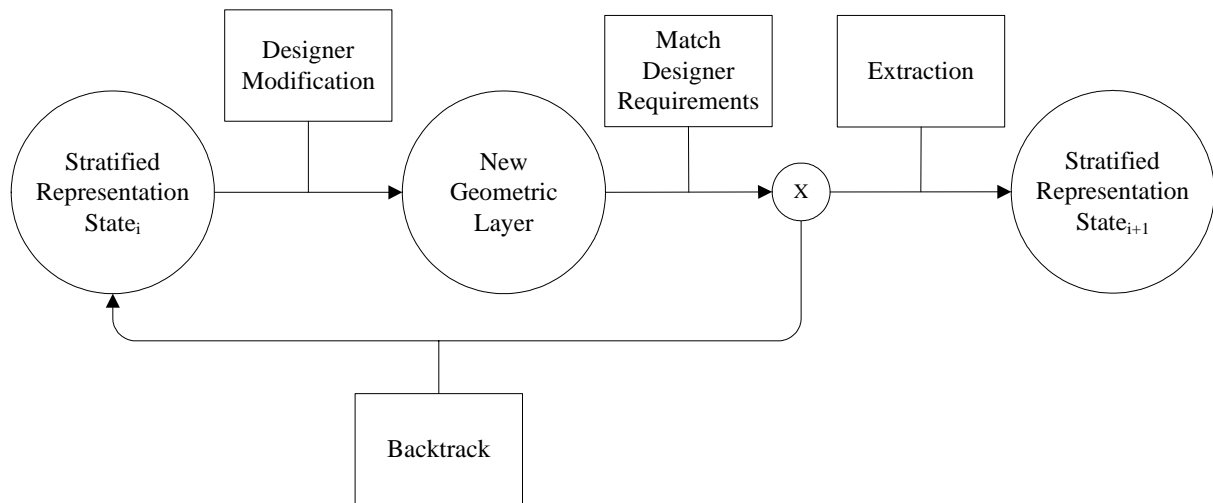 Designer
Modification
Match
Designer
Requirements
Extraction
Stratified
Representation
Stateᵢ
New
Geometric
Layer
X
Stratified
Representation
Stateᵢ₊₁
Backtrack